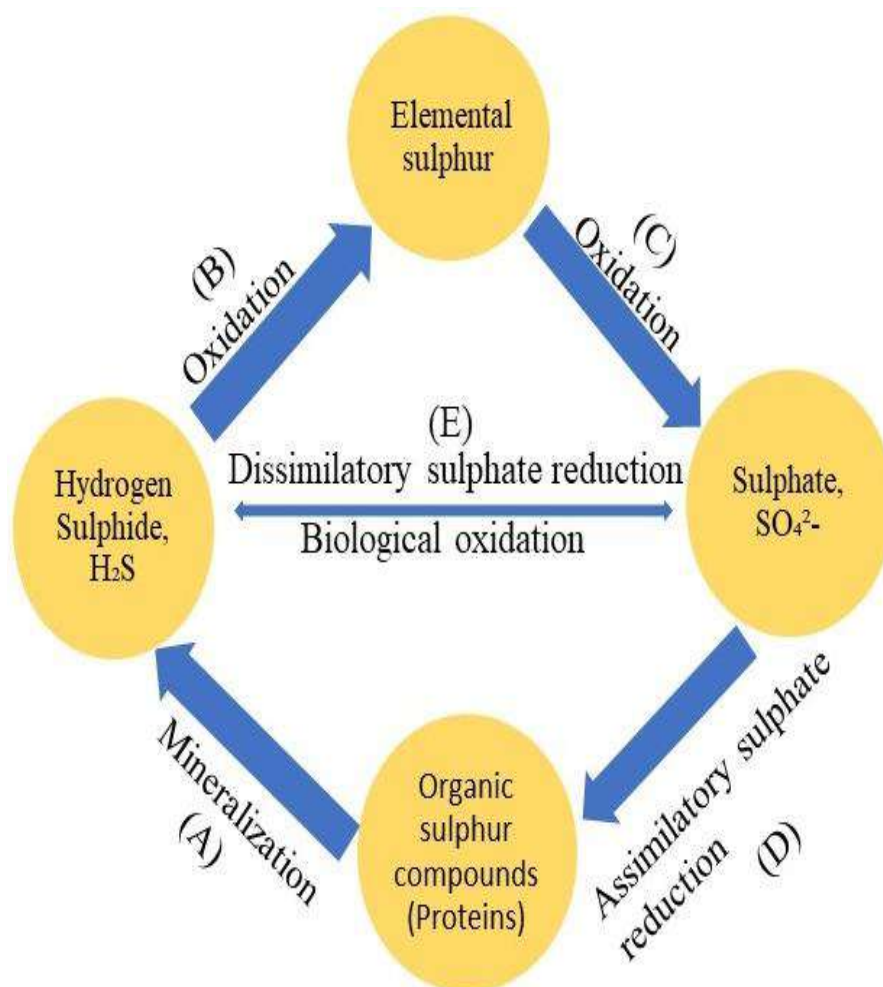 Elemental
sulphur
(B)
Oxidation
(C)
Oxidation
(E)
Dissimilatory sulphate reduction
Biological oxidation
Hydrogen
Sulphide,
H₂S
Sulphate,
SO₄²-
Mineralization
(A)
Organic
sulphur
compounds
(Proteins)
Assimilatory sulphate
reduction
(D)